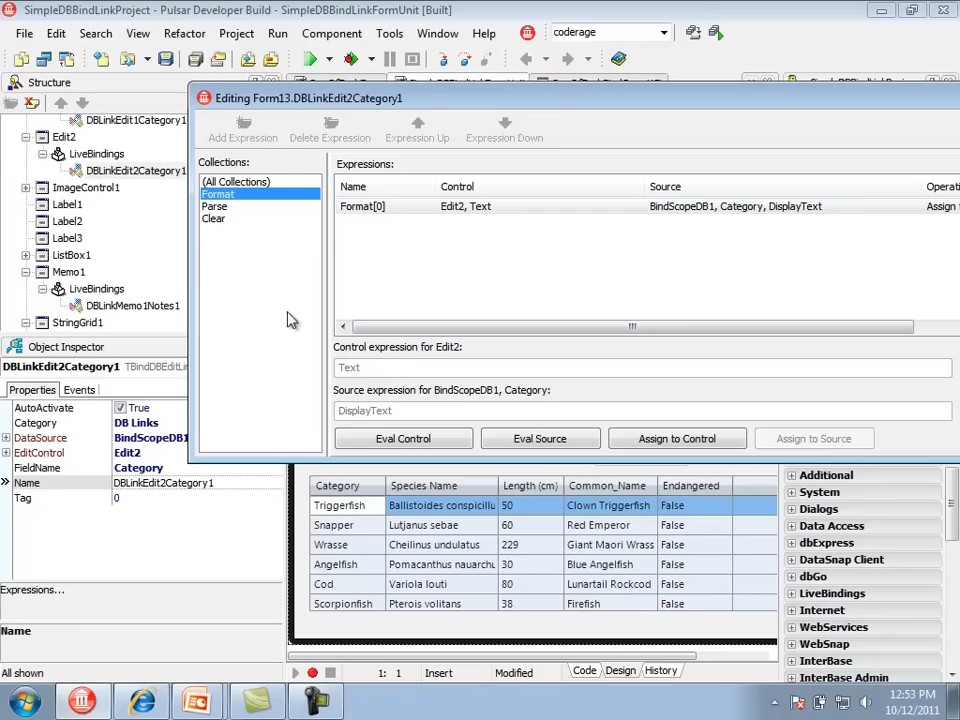 SimpleDBBindLinkProject - Pulsar Developer Build - SimpleDBBindLinkFormUnit [Built]
File Edit Search View Refactor Project Run Component Tools Window Help
coderage
Structure
DBLinkEdit1Category1
Edit2
LiveBindings
DBLinkEdit2Category1
ImageControl1
Label1
Label2
Label3
ListBox1
Memo1
LiveBindings
DBLinkMemo1Notes1
StringGrid1
Object Inspector
DBLinkEdit2Category1 TBindDBEditLin
Properties Events
AutoActivate True
Category DB Links
DataSource BindScopeDB1
EditControl Edit2
FieldName Category
Name DBLinkEdit2Category1
Tag 0
Expressions...
Name
All shown
Editing Form13.DBLinkEdit2Category1
Add Expression Delete Expression Expression Up Expression Down
Collections:
(All Collections)
Format
Parse
Clear
Expressions:
Name Control Source Operati
Format[0] Edit2, Text BindScopeDB1, Category, DisplayText Assign
Control expression for Edit2:
Text
Source expression for BindScopeDB1, Category:
DisplayText
Eval Control Eval Source Assign to Control Assign to Source
Category Species Name Length (cm) Common_Name Endangered
Triggerfish Ballistoides conspicillu 50 Clown Triggerfish False
Snapper Lutjanus sebae 60 Red Emperor False
Wrasse Cheilinus undulatus 229 Giant Maori Wrass False
Angelfish Pomacanthus nauarchu 30 Blue Angelfish False
Cod Variola louti 80 Lunartail Rockcod False
Scorpionfish Pterois volitans 38 Firefish False
1: 1 Insert Modified Code Design History
Additional
System
Dialogs
Data Access
dbExpress
DataSnap Client
dbGo
LiveBindings
Internet
WebServices
WebSnap
InterBase
InterBase Admin
12:53 PM
10/12/2011